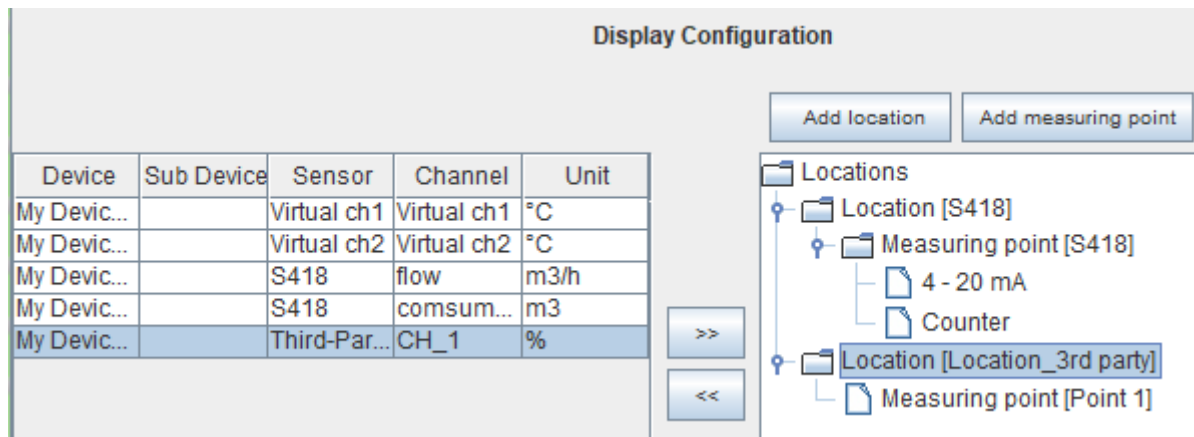 Display Configuration
Add location Add measuring point
Device Sub Device Sensor Channel Unit
My Devic... Virtual ch1 Virtual ch1 °C
My Devic... Virtual ch2 Virtual ch2 °C
My Devic... S418 flow m3/h
My Devic... S418 comsum... m3
My Devic... Third-Par... CH_1 %
>>
<<
Locations
Location [S418]
Measuring point [S418]
4 - 20 mA
Counter
Location [Location_3rd party]
Measuring point [Point 1]